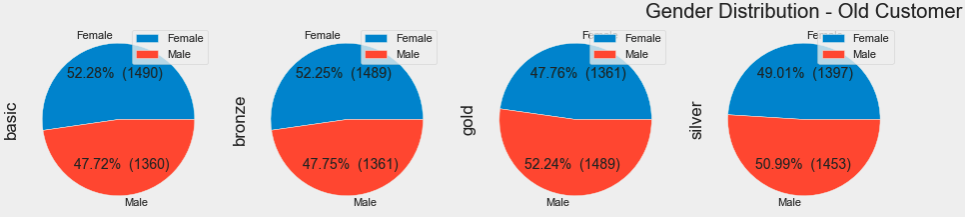 Gender Distribution - Old Customer
Female
Female
Male
52.28% (1490)
47.72% (1360)
Male
basic
Female
Female
Male
52.25% (1489)
47.75% (1361)
Male
bronze
Female
Female
Male
47.76% (1361)
52.24% (1489)
Male
gold
Female
Female
Male
49.01% (1397)
50.99% (1453)
Male
silver